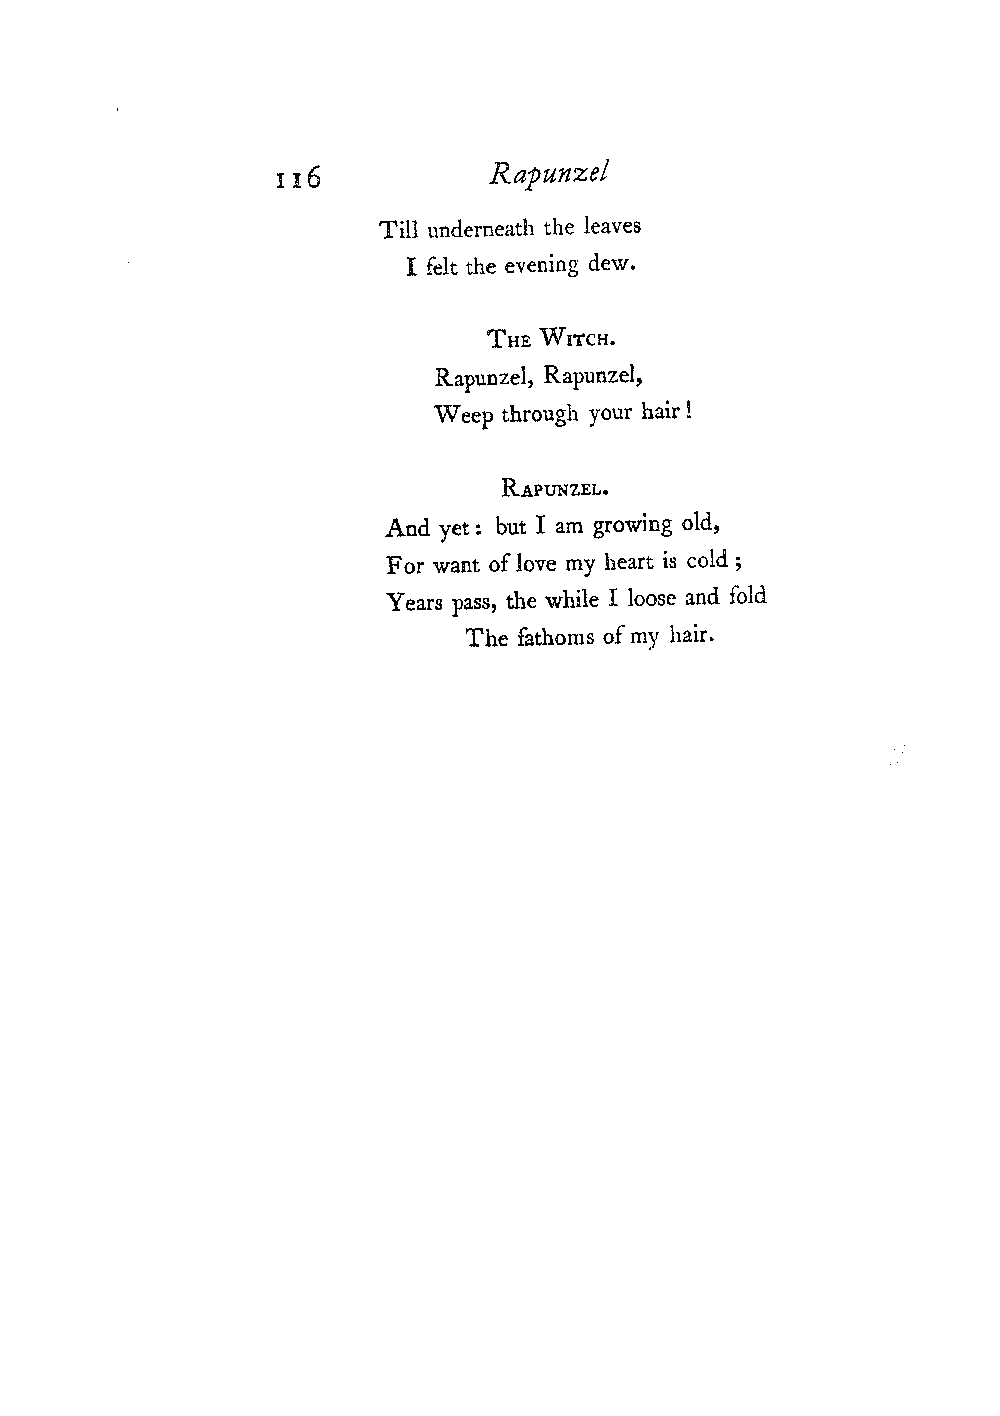 116 Rapunzel
Till underneath the leaves
I felt the evening dew.
The Witch.
Rapunzel, Rapunzel,
Weep through your hair!
Rapunzel.
And yet: but I am growing old,
For want of love my heart is cold;
Years pass, the while I loose and fold
The fathoms of my hair.